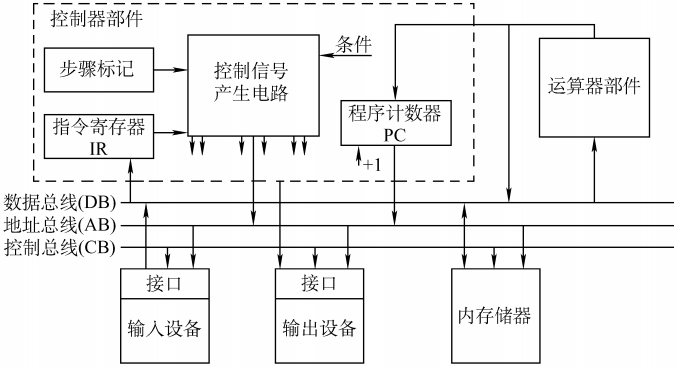 控制器部件
步骤标记
控制信号
产生电路
条件
运算器部件
指令寄存器
IR
程序计数器
PC
+1
数据总线(DB)
地址总线(AB)
控制总线(CB)
接口
输入设备
接口
输出设备
内存储器